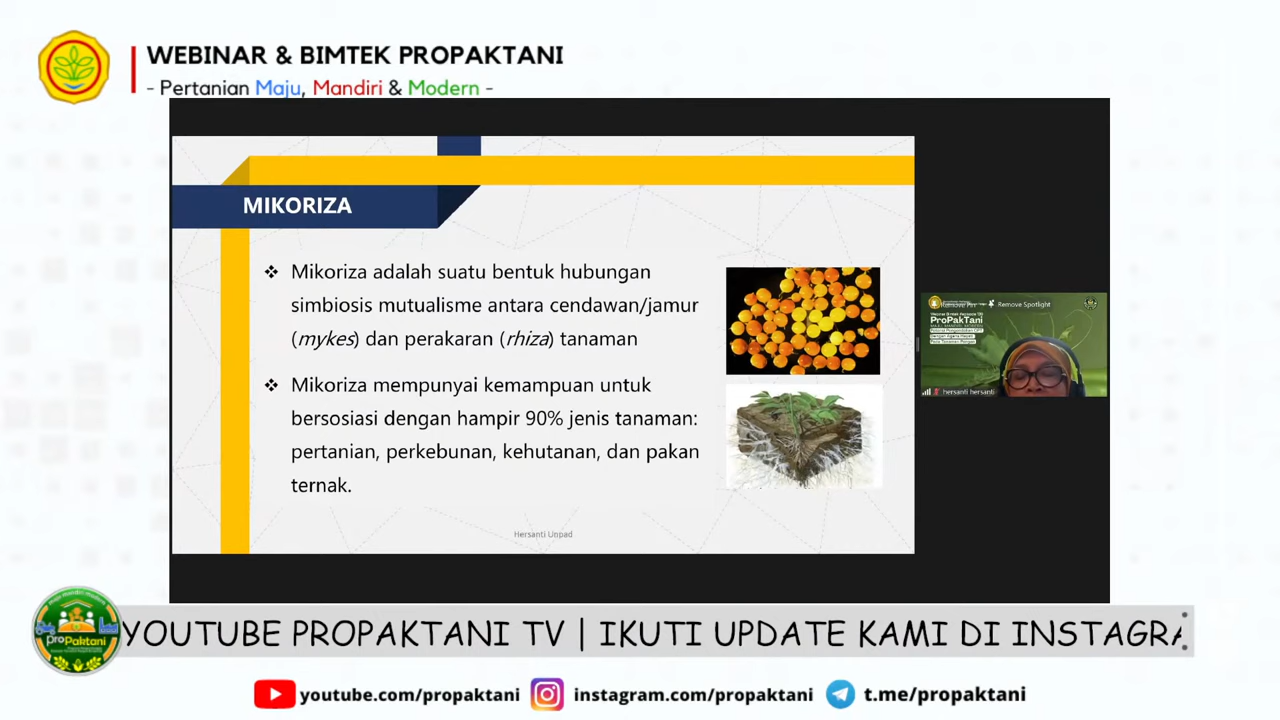 WEBINAR & BIMTEK PROPAKTANI
- Pertanian Maju, Mandiri & Modern -
MIKORIZA
❖ Mikoriza adalah suatu bentuk hubungan
simbiosis mutualisme antara cendawan/jamur
(mykes) dan perakaran (rhiza) tanaman
❖ Mikoriza mempunyai kemampuan untuk
bersosiasi dengan hampir 90% jenis tanaman:
pertanian, perkebunan, kehutanan, dan pakan
ternak.
Hersanti Unpad
Remove Pin
Remove Spotlight
ProPakTani
hersanti hersanti
proPaktani
YOUTUBE PROPAKTANI TV | IKUTI UPDATE KAMI DI INSTAGRA
youtube.com/propaktani
instagram.com/propaktani
t.me/propaktani